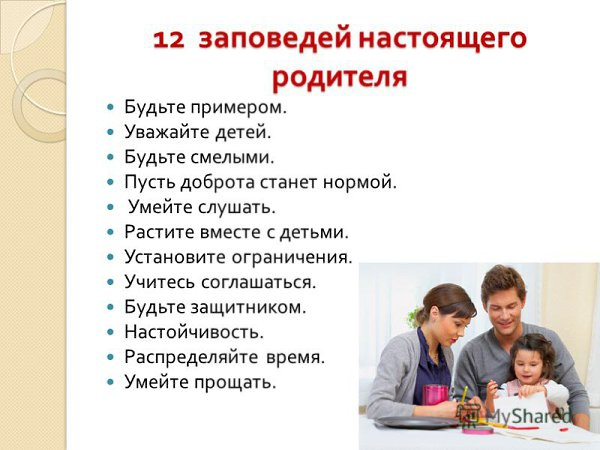 12 заповедей настоящего
родителя
Будьте примером.
Уважайте детей.
Будьте смелыми.
Пусть доброта станет нормой.
Умейте слушать.
Растите вместе с детьми.
Установите ограничения.
Учитесь соглашаться.
Будьте защитником.
Настойчивость.
Распределяйте время.
Умейте прощать.
MyShared